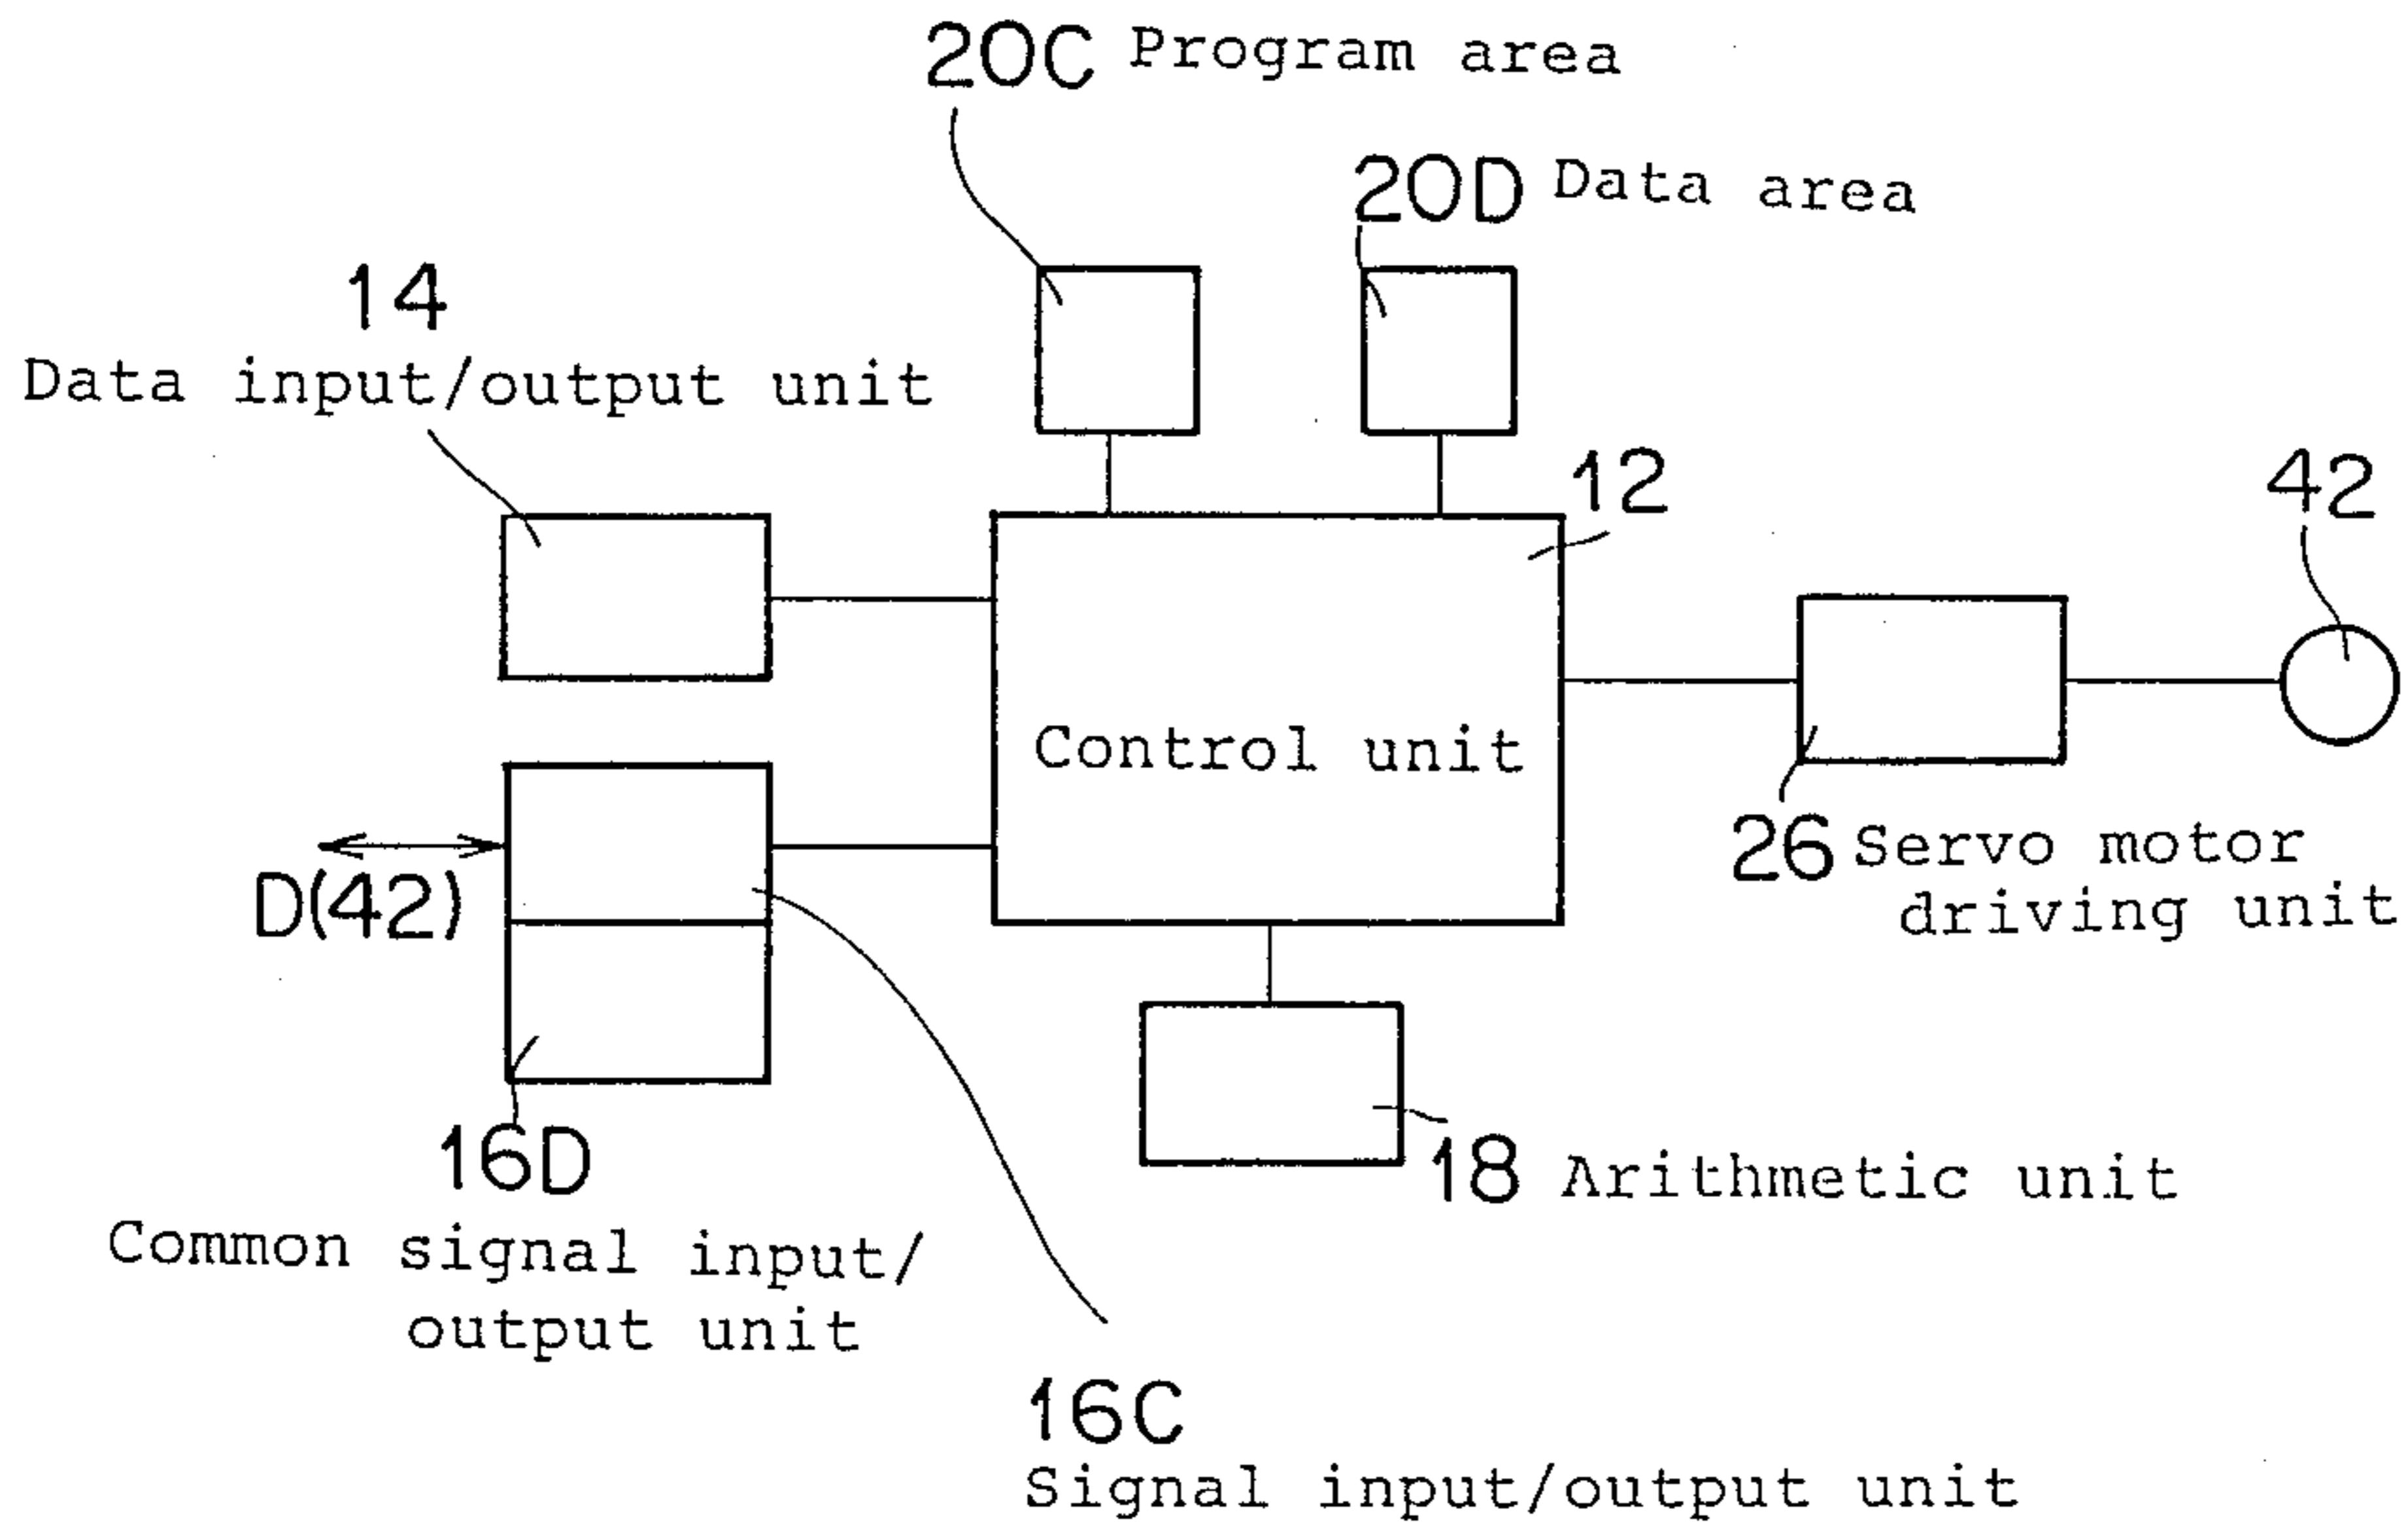 20C Program area
20D Data area
14
Data input/output unit
12
42
Control unit
D(42)
26 Servo motor
driving unit
16D
Common signal input/
output unit
18 Arithmetic unit
16C
Signal input/output unit